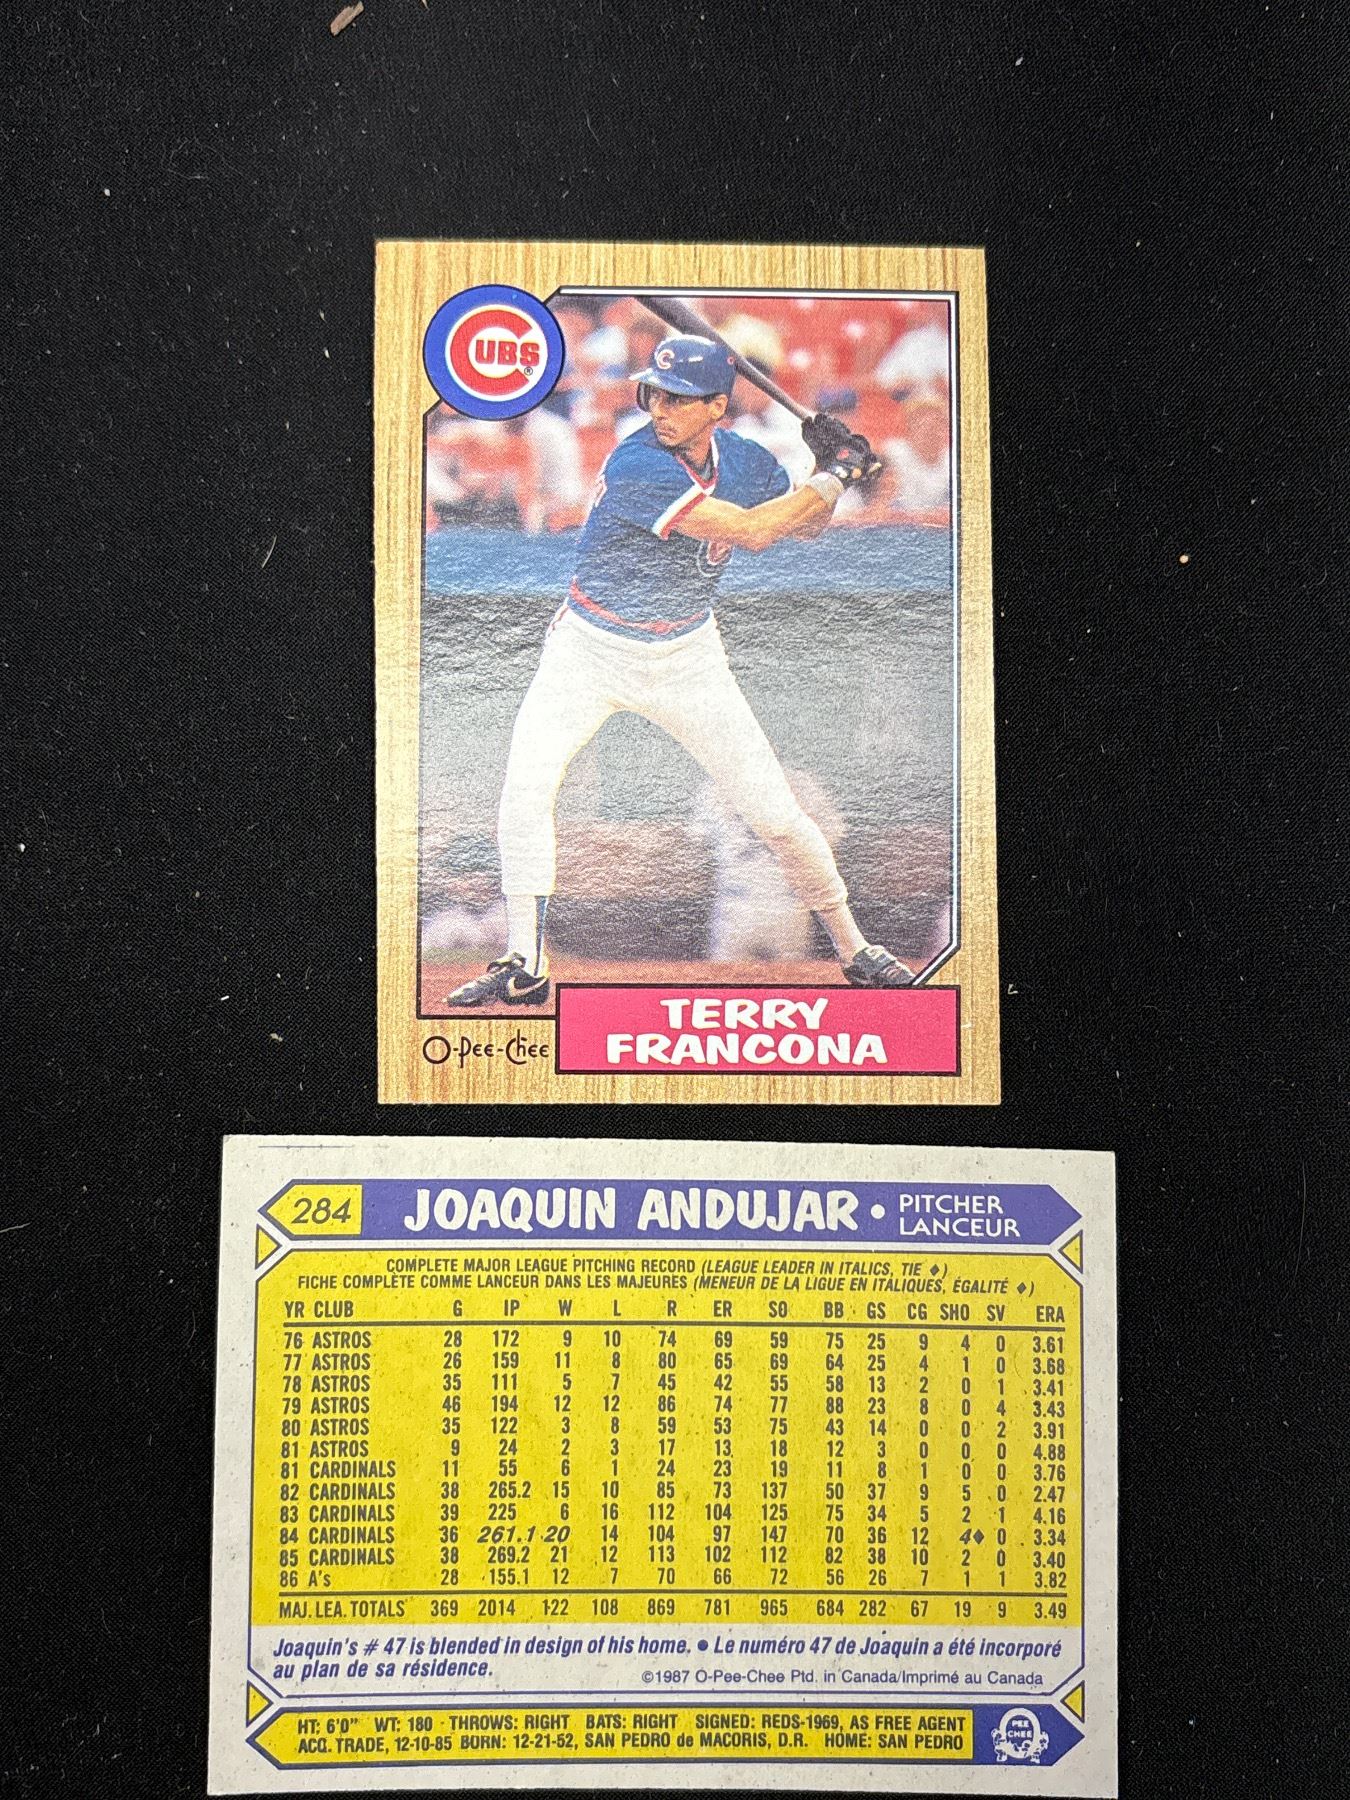 CUBS®
C
TERRY
FRANCONA
O-Pee-Chee
284 JOAQUIN ANDUJAR • PITCHER
LANCEUR
COMPLETE MAJOR LEAGUE PITCHING RECORD (LEAGUE LEADER IN ITALICS, TIE ♦)
FICHE COMPLÈTE COMME LANCEUR DANS LES MAJEURES (MENEUR DE LA LIGUE EN ITALIQUES, ÉGALITÉ ♦)
YR CLUB G IP W L R ER SO BB GS CG SHO SV ERA
76 ASTROS 28 172 9 10 74 69 59 75 25 9 4 0 3.61
77 ASTROS 26 159 11 8 80 65 69 64 25 4 1 0 3.68
78 ASTROS 35 111 5 7 45 42 55 58 13 2 0 1 3.41
79 ASTROS 46 194 12 12 86 74 77 88 23 8 0 4 3.43
80 ASTROS 35 122 3 8 59 53 75 43 14 0 0 2 3.91
81 ASTROS 9 24 2 3 17 13 18 12 3 0 0 0 4.88
81 CARDINALS 11 55 6 1 24 23 19 11 8 1 0 0 3.76
82 CARDINALS 38 265.2 15 10 85 73 137 50 37 9 5 0 2.47
83 CARDINALS 39 225 6 16 112 104 125 75 34 5 2 1 4.16
84 CARDINALS 36 261.1 20 14 104 97 147 70 36 12 4♦ 0 3.34
85 CARDINALS 38 269.2 21 12 113 102 112 82 38 10 2 0 3.40
86 A's 28 155.1 12 7 70 66 72 56 26 7 1 1 3.82
MAJ. LEA. TOTALS 369 2014 122 108 869 781 965 684 282 67 19 9 3.49
Joaquin's # 47 is blended in design of his home. • Le numéro 47 de Joaquin a été incorporé
au plan de sa résidence.
©1987 O-Pee-Chee Ptd. in Canada/Imprimé au Canada
HT: 6'0" WT: 180 THROWS: RIGHT BATS: RIGHT SIGNED: REDS-1969, AS FREE AGENT
ACQ. TRADE, 12-10-85 BORN: 12-21-52, SAN PEDRO de MACORIS, D.R. HOME: SAN PEDRO
PEE
CHEE